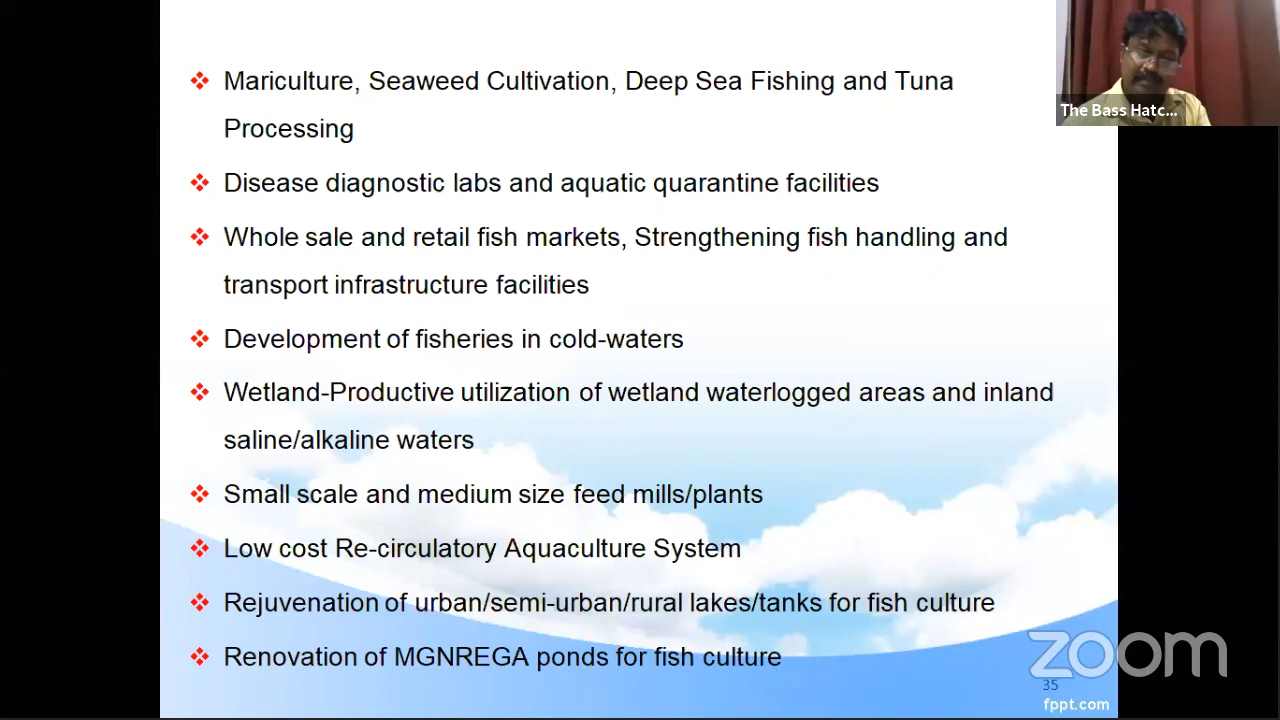 The Bass Hatc...
Mariculture, Seaweed Cultivation, Deep Sea Fishing and Tuna
Processing
Disease diagnostic labs and aquatic quarantine facilities
Whole sale and retail fish markets, Strengthening fish handling and
transport infrastructure facilities
Development of fisheries in cold-waters
Wetland-Productive utilization of wetland waterlogged areas and inland
saline/alkaline waters
Small scale and medium size feed mills/plants
Low cost Re-circulatory Aquaculture System
Rejuvenation of urban/semi-urban/rural lakes/tanks for fish culture
Renovation of MGNREGA ponds for fish culture
zoom
35
fppt.com